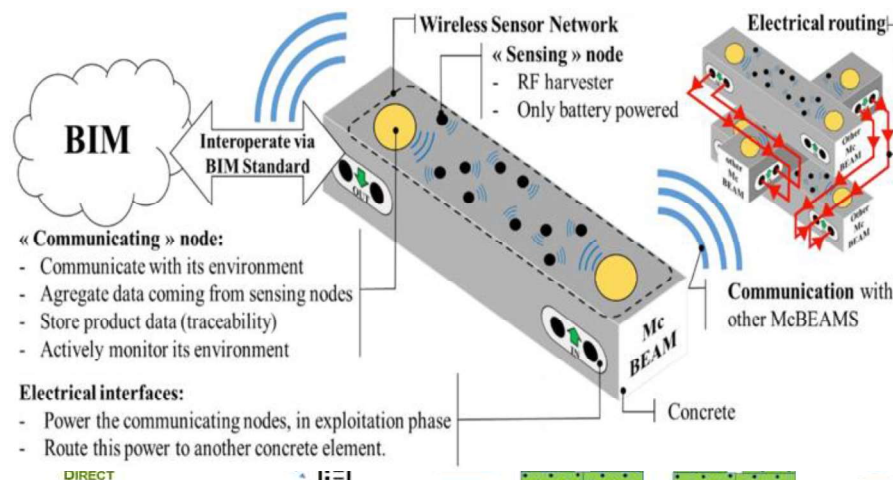 Wireless Sensor Network
« Sensing » node
- RF harvester
- Only battery powered
Electrical routing
BIM
Interoperate via
BIM Standard
OUT
« Communicating » node:
- Communicate with its environment
- Agregate data coming from sensing nodes
- Store product data (traceability)
- Actively monitor its environment
Other
Mc
BEAM
other
Mc
BEAM
Other
Mc
BEAM
Communication with
other McBEAMS
IN
Mc
BEAM
Concrete
Electrical interfaces:
- Power the communicating nodes, in exploitation phase
- Route this power to another concrete element.
DIRECT